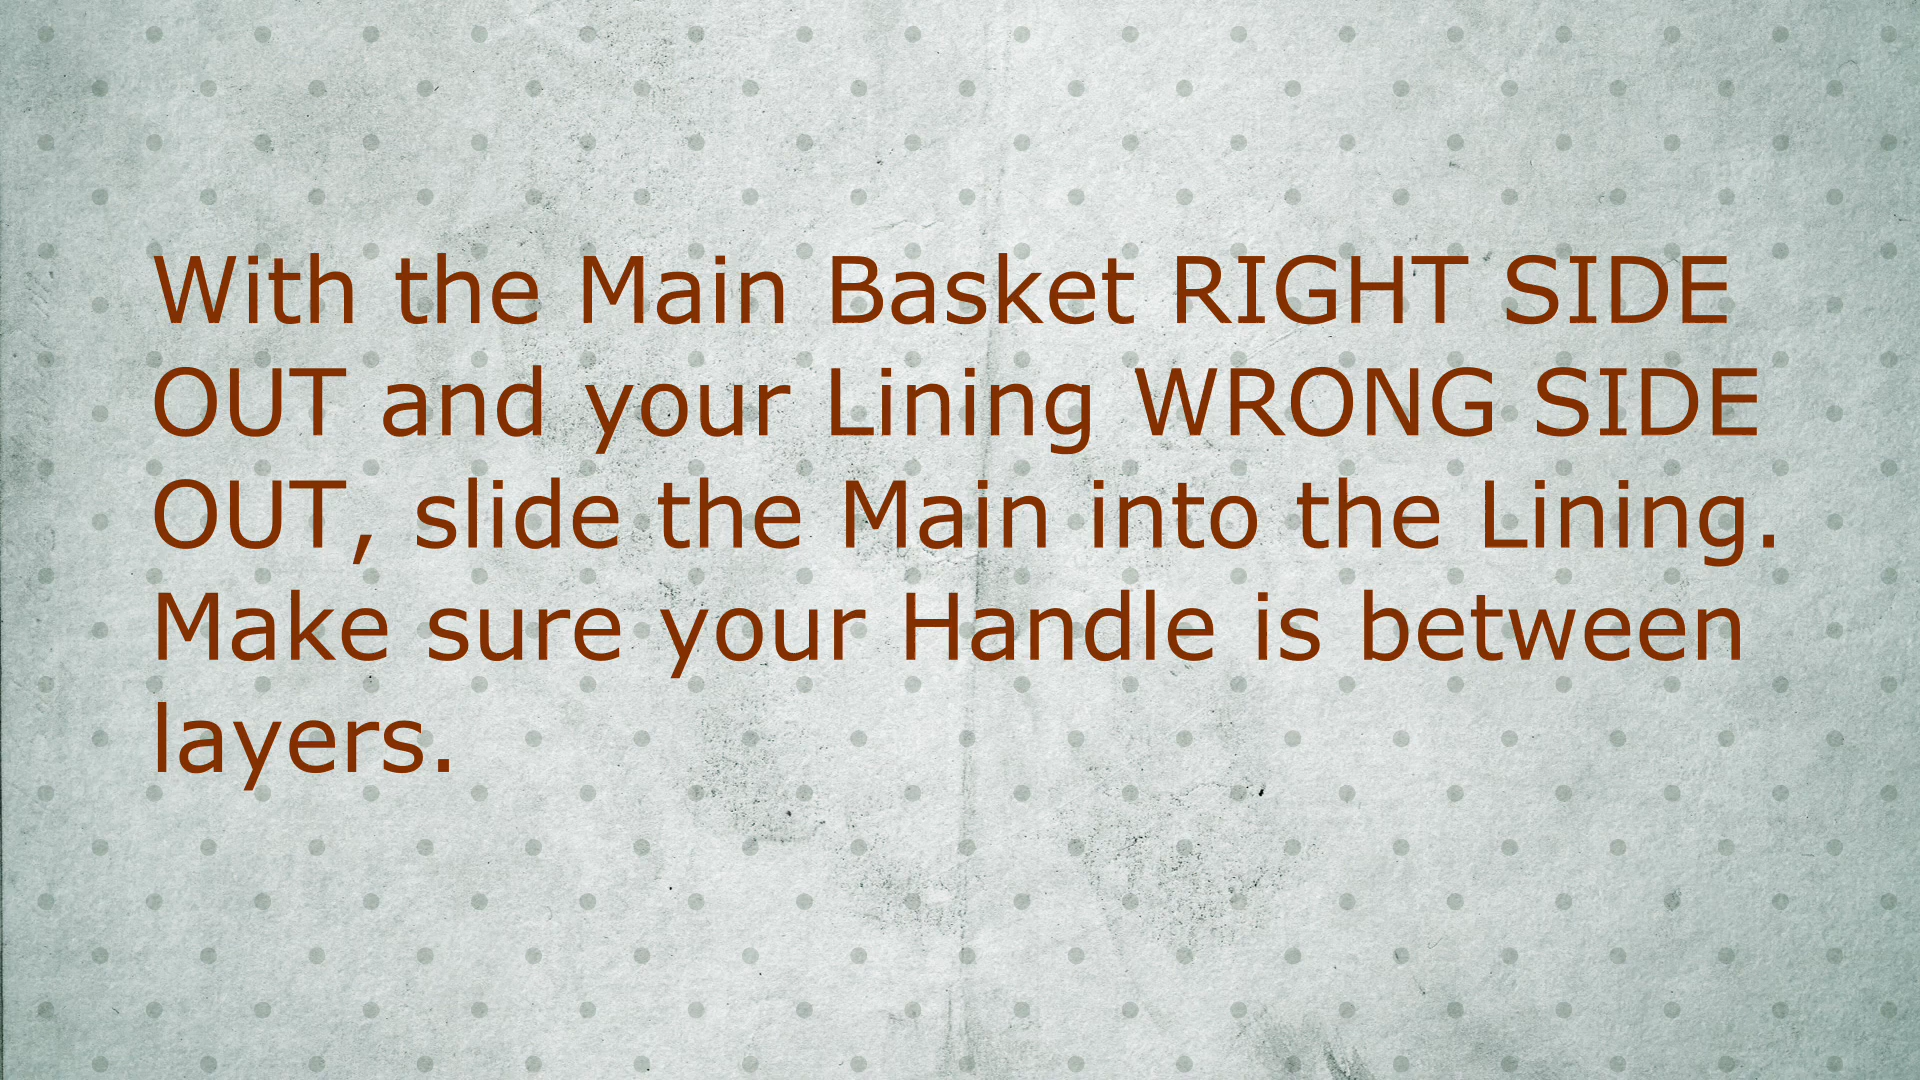 With the Main Basket RIGHT SIDE
OUT and your Lining WRONG SIDE
OUT, slide the Main into the Lining.
Make sure your Handle is between
layers.